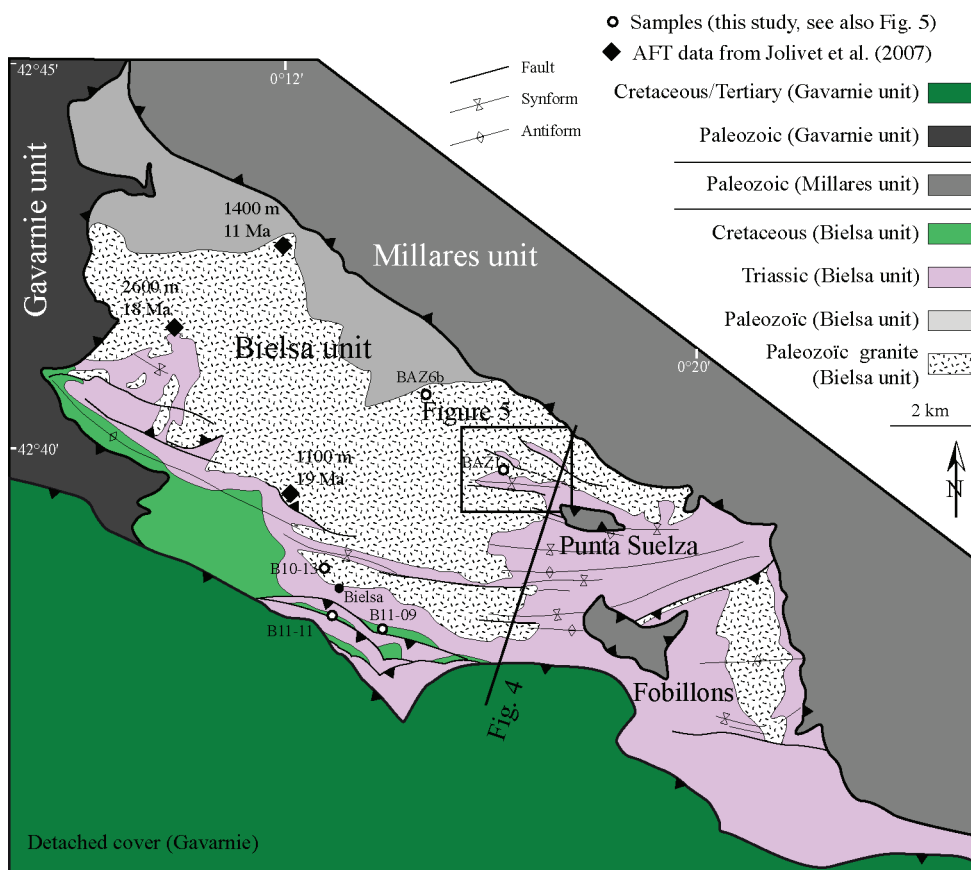 Samples (this study, see also Fig. 5)
AFT data from Jolivet et al. (2007)
42°45'
0°12'
Fault
Synform
Antiform
Cretaceous/Tertiary (Gavarnie unit)
Paleozoic (Gavarnie unit)
Paleozoic (Millares unit)
Cretaceous (Bielsa unit)
Triassic (Bielsa unit)
Paleozoïc (Bielsa unit)
Paleozoïc granite
(Bielsa unit)
2 km
N
Gavarnie unit
1400 m
11 Ma
Millares unit
2600 m
18 Ma
Bielsa unit
0°20'
BAZ6b
Figure 5
42°40'
BAZ1
1100 m
19 Ma
Punta Suelza
B10-13
Bielsa
B11-09
B11-11
Fobillons
Fig. 4
Detached cover (Gavarnie)